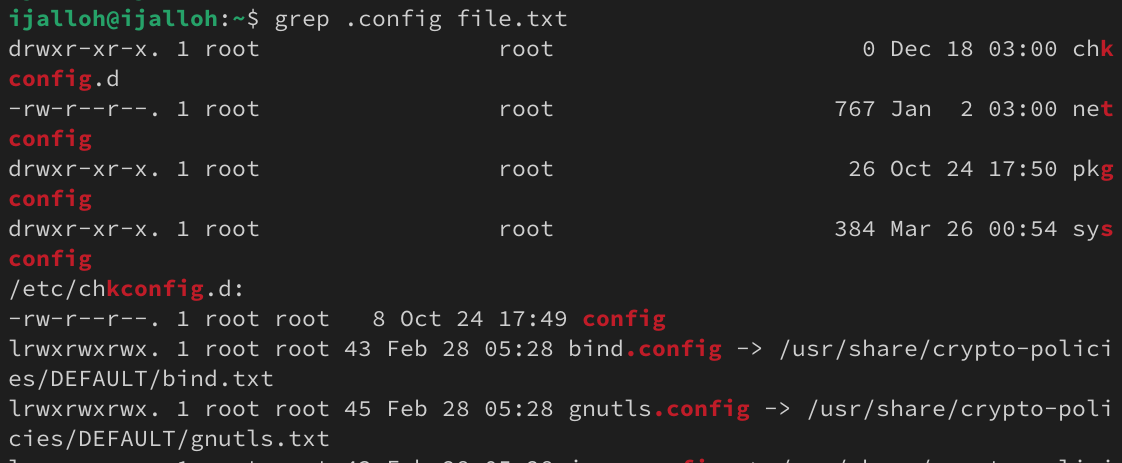 ijalloh@ijalloh:~$ grep .config file.txt
drwxr-xr-x. 1 root                 root                      0 Dec 18 03:00 chk
config.d
-rw-r--r--. 1 root                 root                    767 Jan  2 03:00 net
config
drwxr-xr-x. 1 root                 root                     26 Oct 24 17:50 pkg
config
drwxr-xr-x. 1 root                 root                    384 Mar 26 00:54 sys
config
/etc/chkconfig.d:
-rw-r--r--. 1 root root   8 Oct 24 17:49 config
lrwxrwxrwx. 1 root root 43 Feb 28 05:28 bind.config -> /usr/share/crypto-polici
es/DEFAULT/bind.txt
lrwxrwxrwx. 1 root root 45 Feb 28 05:28 gnutls.config -> /usr/share/crypto-poli
cies/DEFAULT/gnutls.txt